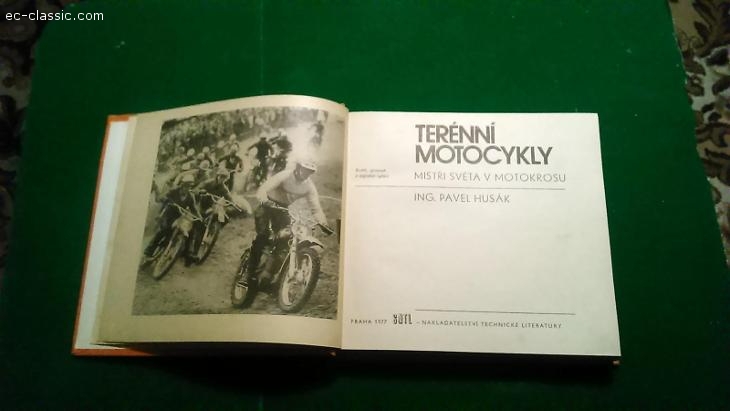 ec-classic.com
TERÉNNÍ
MOTOCYKLY
MISTŘI SVĚTA V MOTOKROSU
ING. PAVEL HUSÁK
PRAHA 1977 SNTL – NAKLADATELSTVÍ TECHNICKÉ LITERATURY